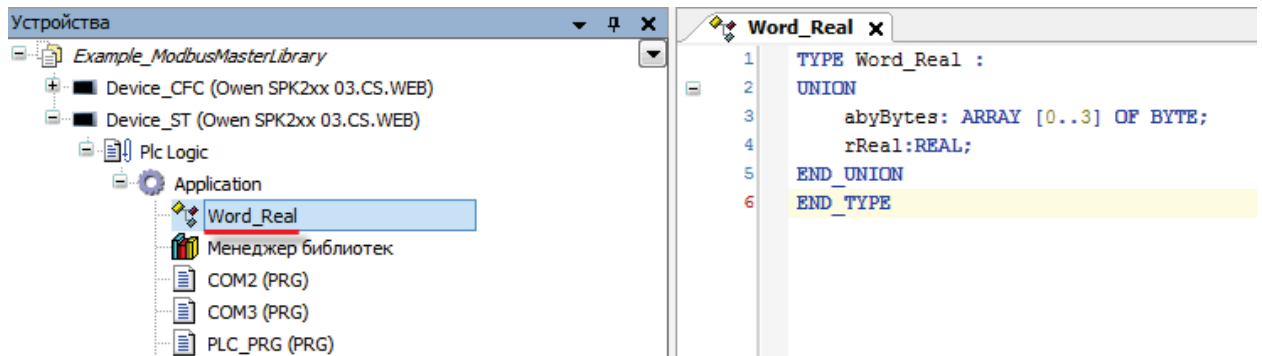 Устройства
Example_ModbusMasterLibrary
Device_CFC (Owen SPK2xx 03.CS.WEB)
Device_ST (Owen SPK2xx 03.CS.WEB)
Plc Logic
Application
Word_Real
Менеджер библиотек
COM2 (PRG)
COM3 (PRG)
PLC_PRG (PRG)
Word_Real
1 TYPE Word_Real :
2 UNION
3 abyBytes: ARRAY [0..3] OF BYTE;
4 rReal:REAL;
5 END_UNION
6 END_TYPE